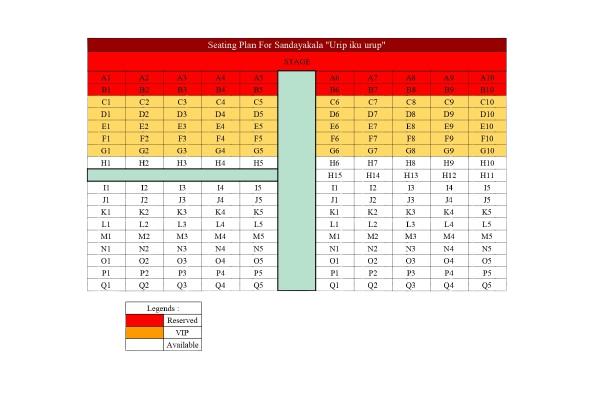 Seating Plan For Sandayakala "Urip iku urup"
STAGE
A1 A2 A3 A4 A5 A6 A7 A8 A9 A10
B1 B2 B3 B4 B5 B6 B7 B8 B9 B10
C1 C2 C3 C4 C5 C6 C7 C8 C9 C10
D1 D2 D3 D4 D5 D6 D7 D8 D9 D10
E1 E2 E3 E4 E5 E6 E7 E8 E9 E10
F1 F2 F3 F4 F5 F6 F7 F8 F9 F10
G1 G2 G3 G4 G5 G6 G7 G8 G9 G10
H1 H2 H3 H4 H5 H6 H7 H8 H9 H10
H15 H14 H13 H12 H11
I1 I2 I3 I4 I5 I1 I2 I3 I4 I5
J1 J2 J3 J4 J5 J1 J2 J3 J4 J5
K1 K2 K3 K4 K5 K1 K2 K3 K4 K5
L1 L2 L3 L4 L5 L1 L2 L3 L4 L5
M1 M2 M3 M4 M5 M1 M2 M3 M4 M5
N1 N2 N3 N4 N5 N1 N2 N3 N4 N5
O1 O2 O3 O4 O5 O1 O2 O3 O4 O5
P1 P2 P3 P4 P5 P1 P2 P3 P4 P5
Q1 Q2 Q3 Q4 Q5 Q1 Q2 Q3 Q4 Q5
Legends :
Reserved
VIP
Available